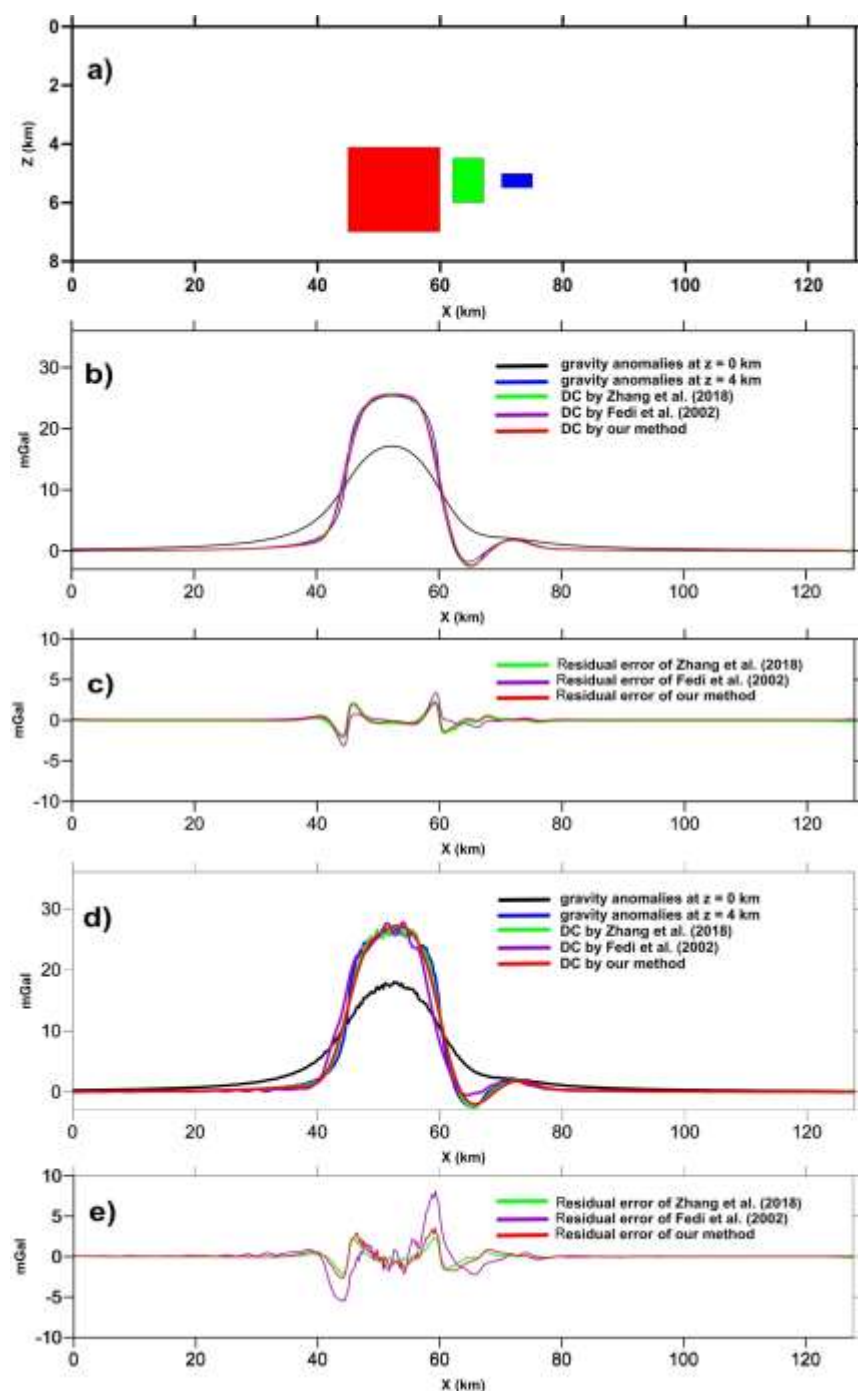 0
2
4
6
8
Z (km)
a)
0 20 40 60 80 100 120
X (km)
b)
30
20
10
0
mGal
gravity anomalies at z = 0 km
gravity anomalies at z = 4 km
DC by Zhang et al. (2018)
DC by Fedi et al. (2002)
DC by our method
0 20 40 60 80 100 120
X (km)
c)
10
5
0
-5
-10
mGal
Residual error of Zhang et al. (2018)
Residual error of Fedi et al. (2002)
Residual error of our method
0 20 40 60 80 100 120
X (km)
d)
30
20
10
0
mGal
gravity anomalies at z = 0 km
gravity anomalies at z = 4 km
DC by Zhang et al. (2018)
DC by Fedi et al. (2002)
DC by our method
0 20 40 60 80 100 120
X (km)
e)
10
5
0
-5
-10
mGal
Residual error of Zhang et al. (2018)
Residual error of Fedi et al. (2002)
Residual error of our method
0 20 40 60 80 100 120
X (km)